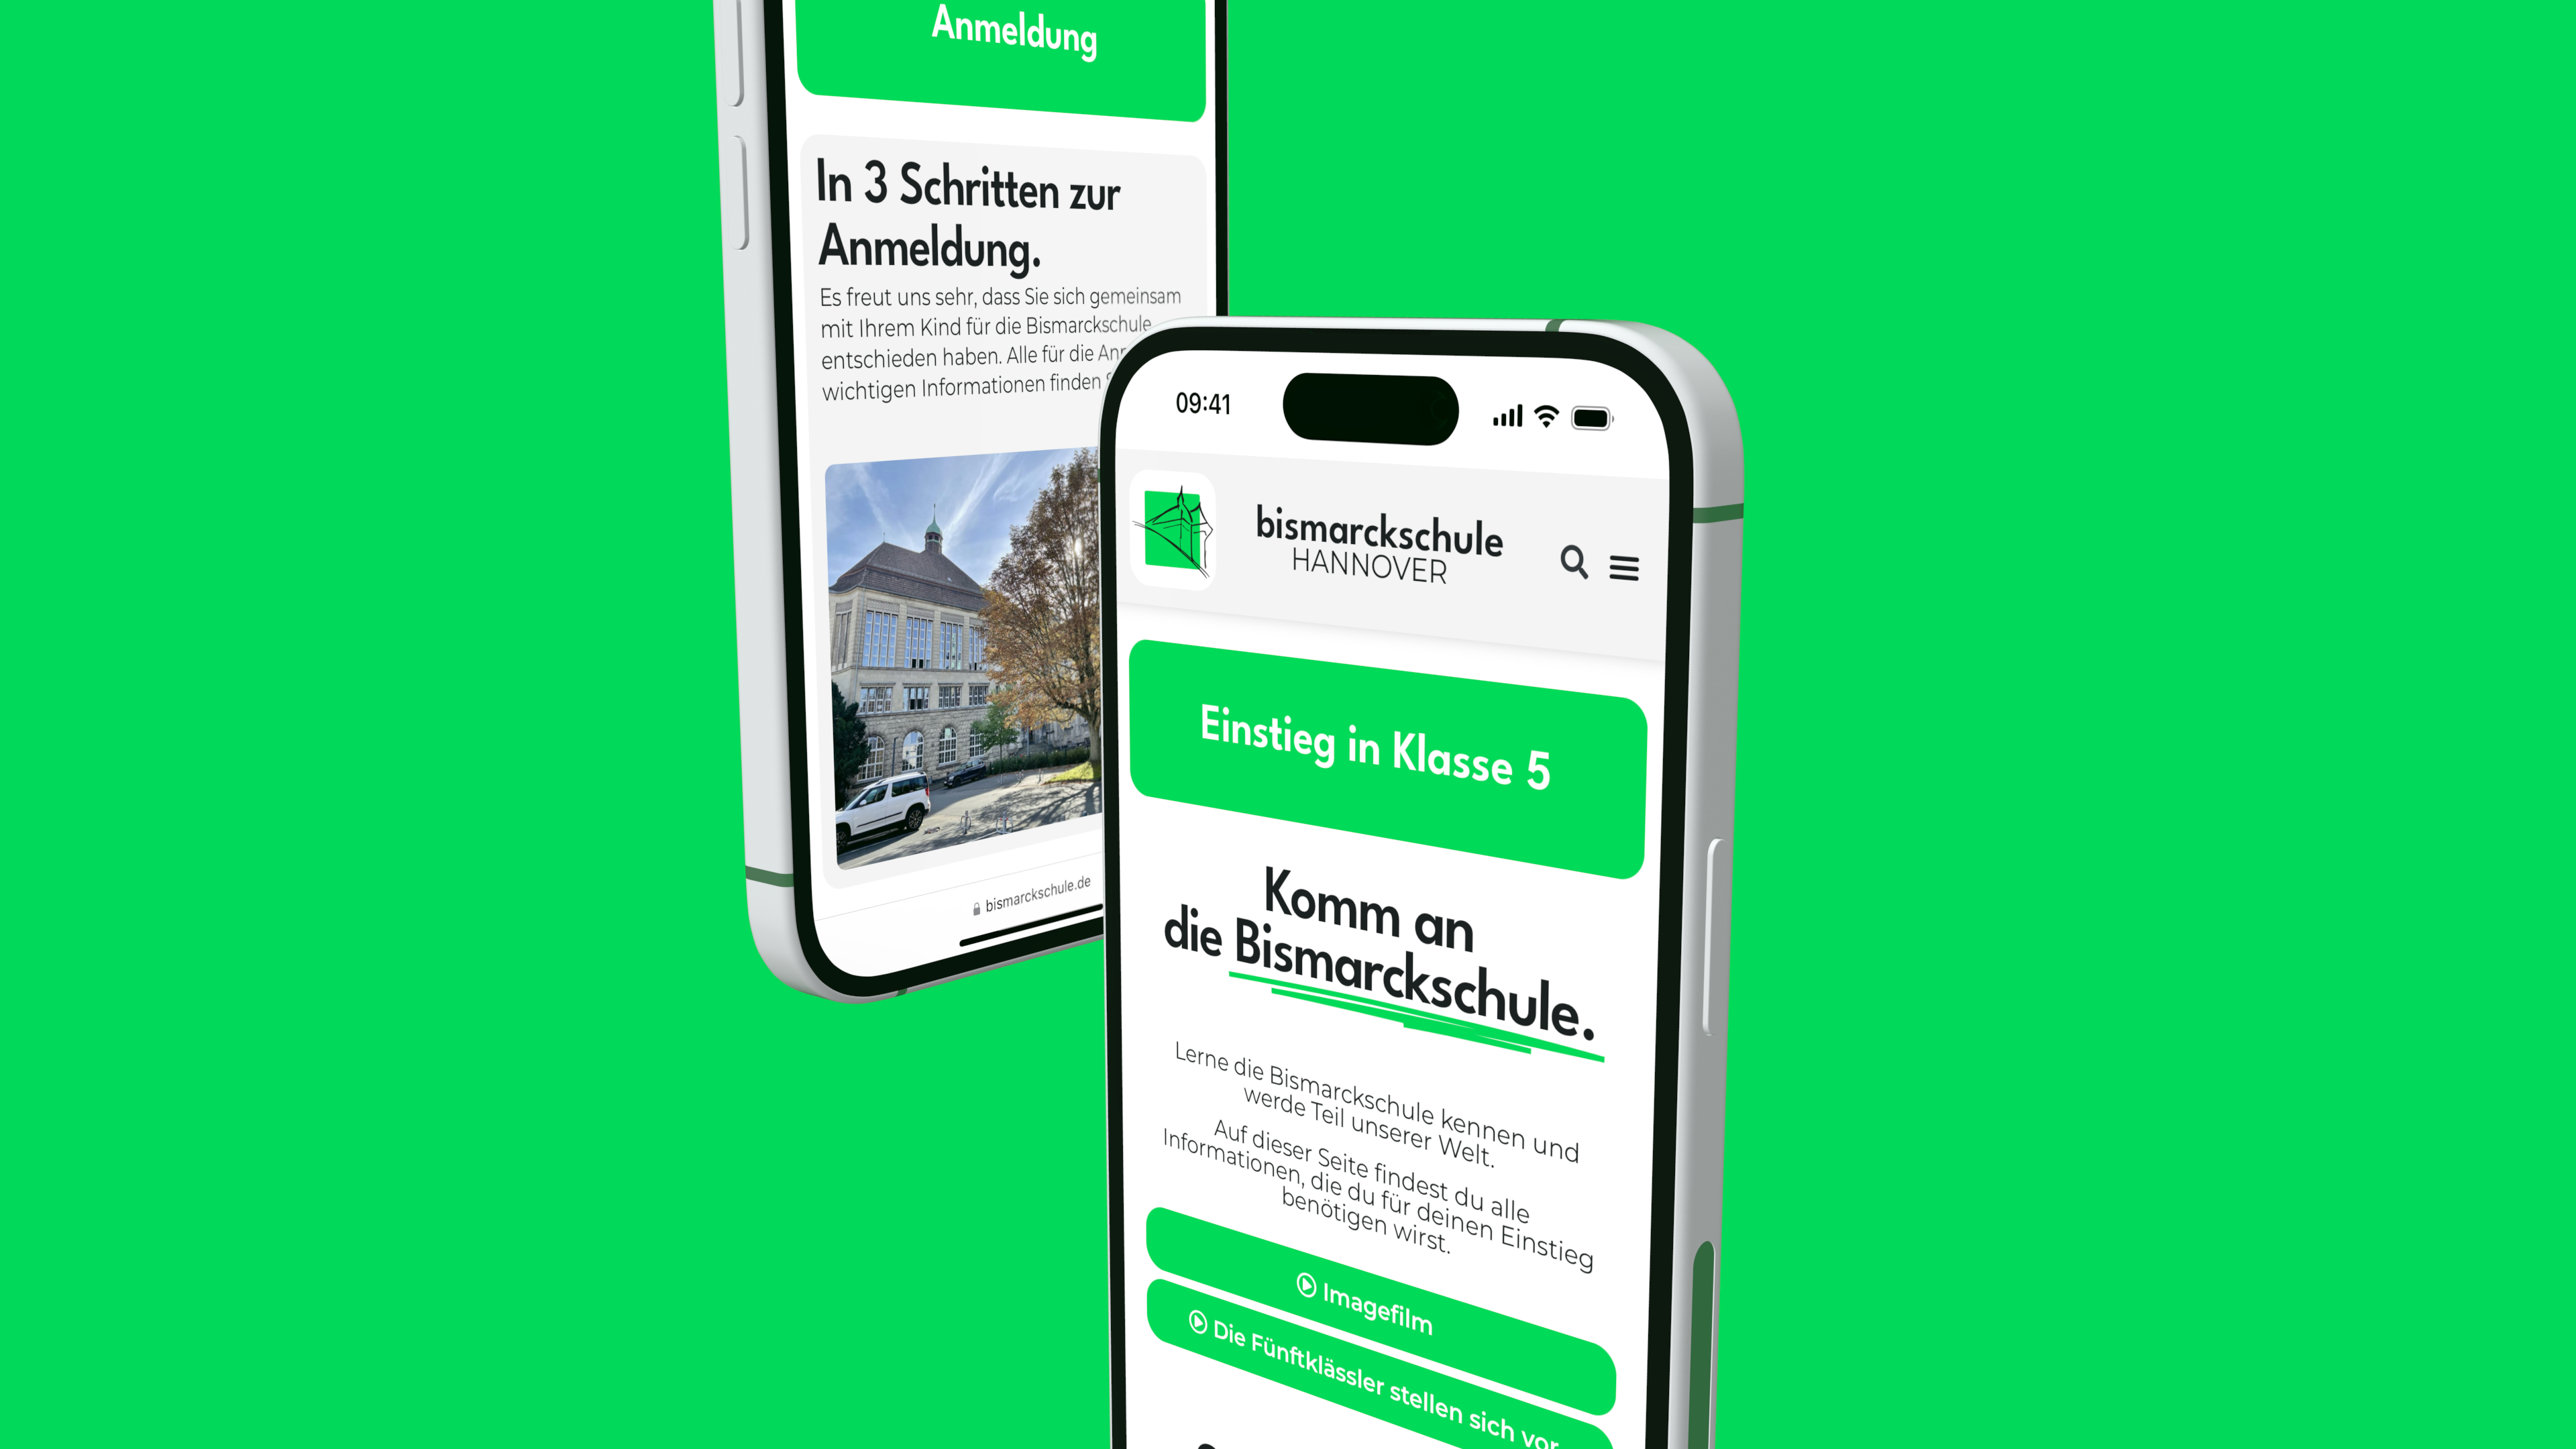 Anmeldung
In 3 Schritten zur
Anmeldung.
Es freut uns sehr, dass Sie sich gemeinsam
mit Ihrem Kind für die Bismarckschule
entschieden haben. Alle für die
wichtigen Informationen finden
bismarckschule.de
09:41
bismarckschule
HANNOVER
Einstieg in Klasse 5
Komm an
die Bismarckschule.
Lerne die Bismarckschule kennen und
werde Teil unserer Welt.
Auf dieser Seite findest du alle
Informationen, die du für deinen Einstieg
benötigen wirst.
Imagefilm
Die Fünftklässler stellen sich vor